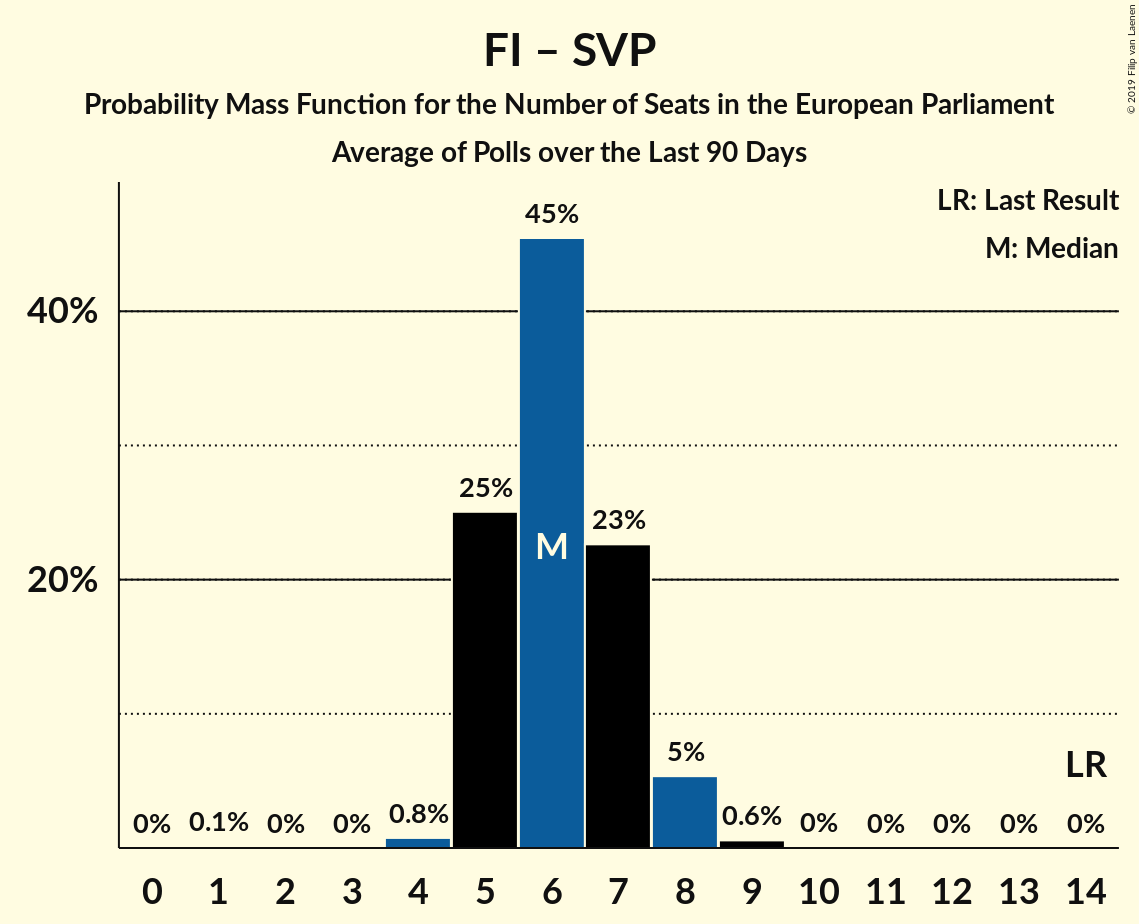 FI – SVP
Probability Mass Function for the Number of Seats in the European Parliament
Average of Polls over the Last 90 Days
© 2019 Filip van Laenen
LR: Last Result
M: Median
45%
40%
25%
23%
M
20%
5%
LR
0% 0.1% 0% 0% 0.8% 0.6% 0% 0% 0% 0% 0%
0 1 2 3 4 5 6 7 8 9 10 11 12 13 14